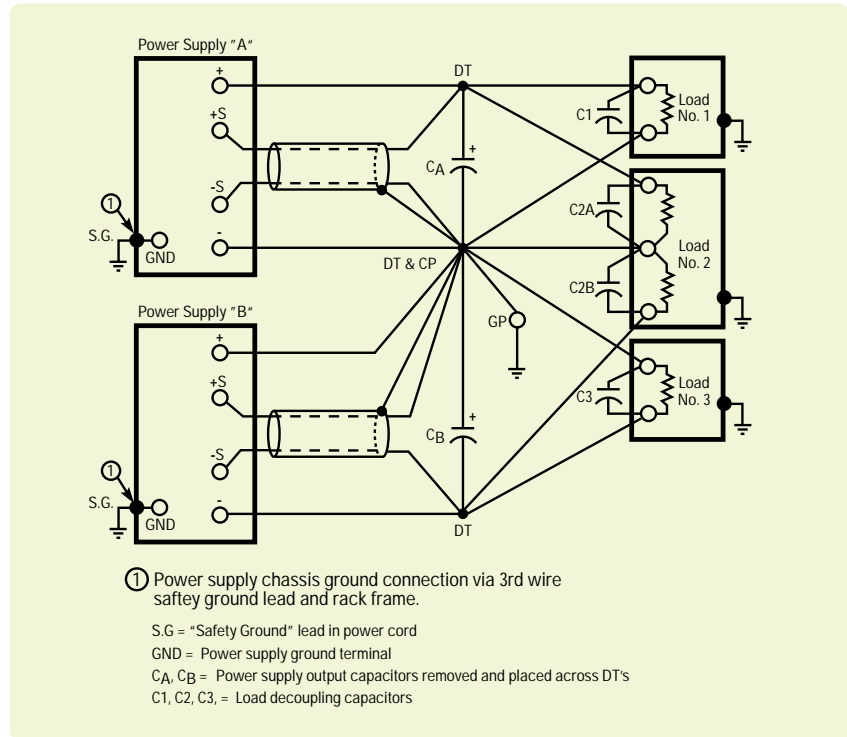 Power Supply "A"
+
+S
-S
-
1
S.G.
GND
DT
CA
+
DT & CP
GP
C1
Load
No. 1
C2A
C2B
Load
No. 2
C3
Load
No. 3
Power Supply "B"
+
+S
-S
-
1
S.G.
GND
CB
+
DT
1 Power supply chassis ground connection via 3rd wire
saftey ground lead and rack frame.
S.G = "Safety Ground" lead in power cord
GND = Power supply ground terminal
CA, CB = Power supply output capacitors removed and placed across DT's
C1, C2, C3, = Load decoupling capacitors